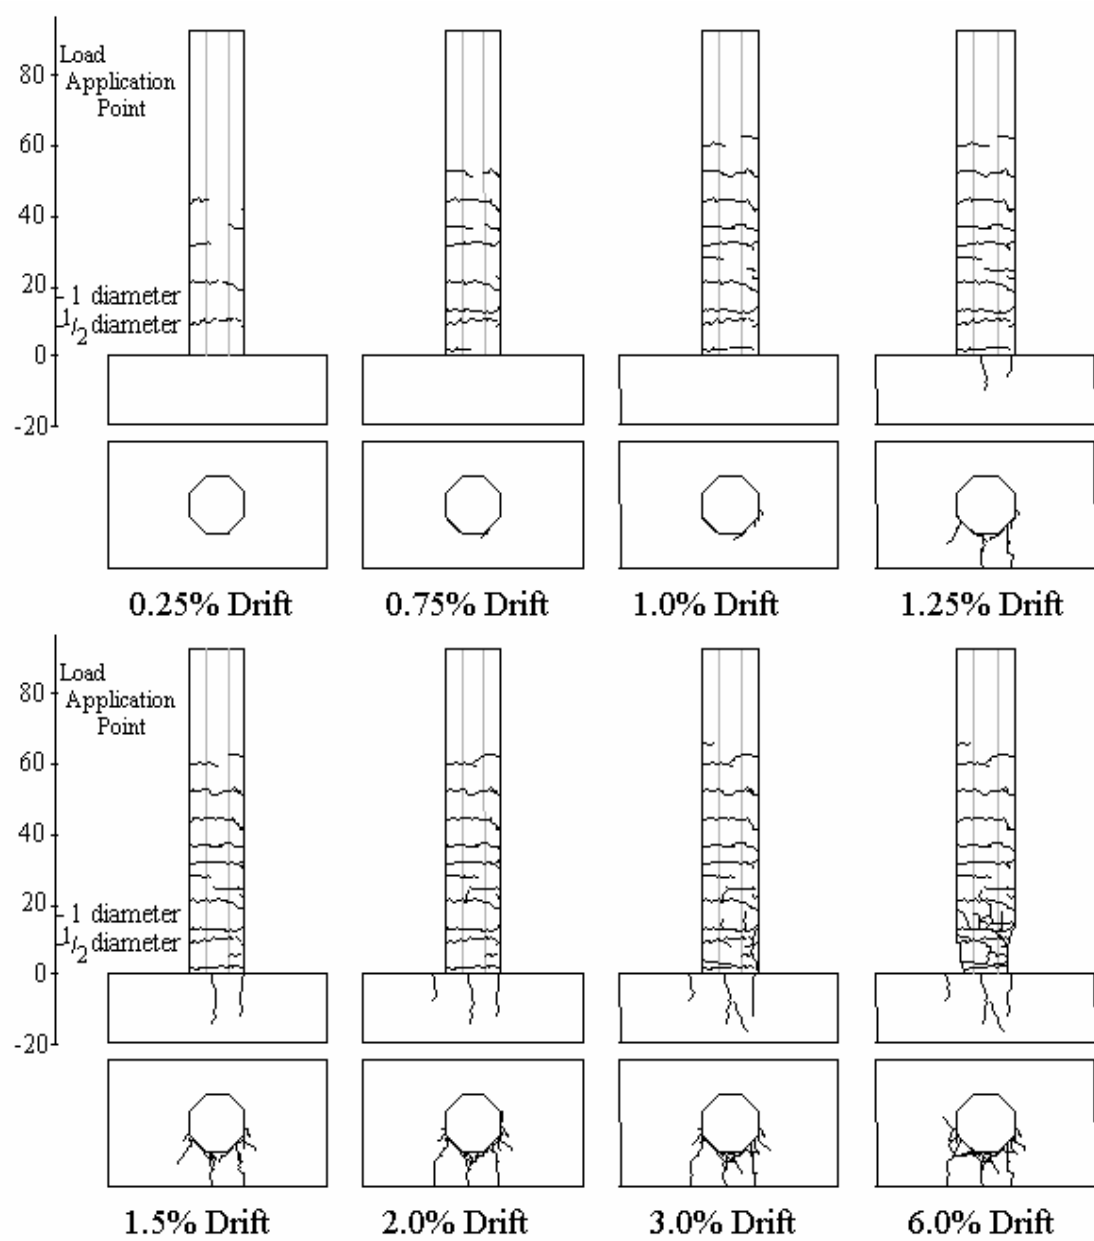 Load
80
Application
Point
60
40
20
- 1 diameter
1/2 diameter
0
-20
0.25% Drift
0.75% Drift
1.0% Drift
1.25% Drift
Load
80
Application
Point
60
40
20
- 1 diameter
1/2 diameter
0
-20
1.5% Drift
2.0% Drift
3.0% Drift
6.0% Drift